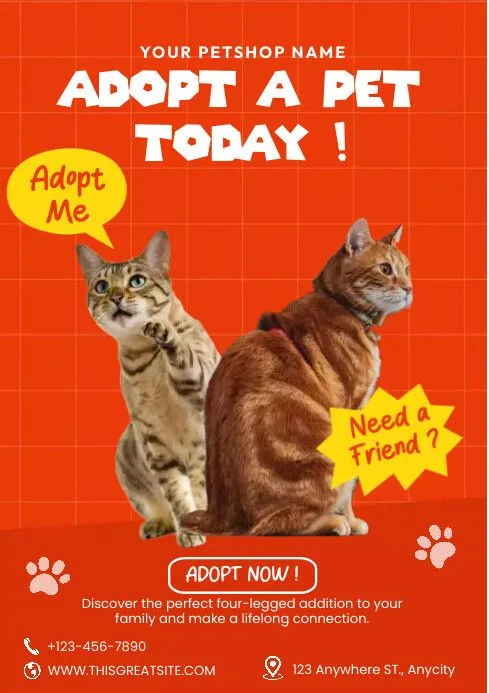 YOUR PETSHOP NAME
ADOPT A PET
TODAY !
Adopt
Me
Need a
Friend ?
ADOPT NOW !
Discover the perfect four-legged addition to your
family and make a lifelong connection.
+123-456-7890
WWW.THISGREATSITE.COM
123 Anywhere ST., Anycity